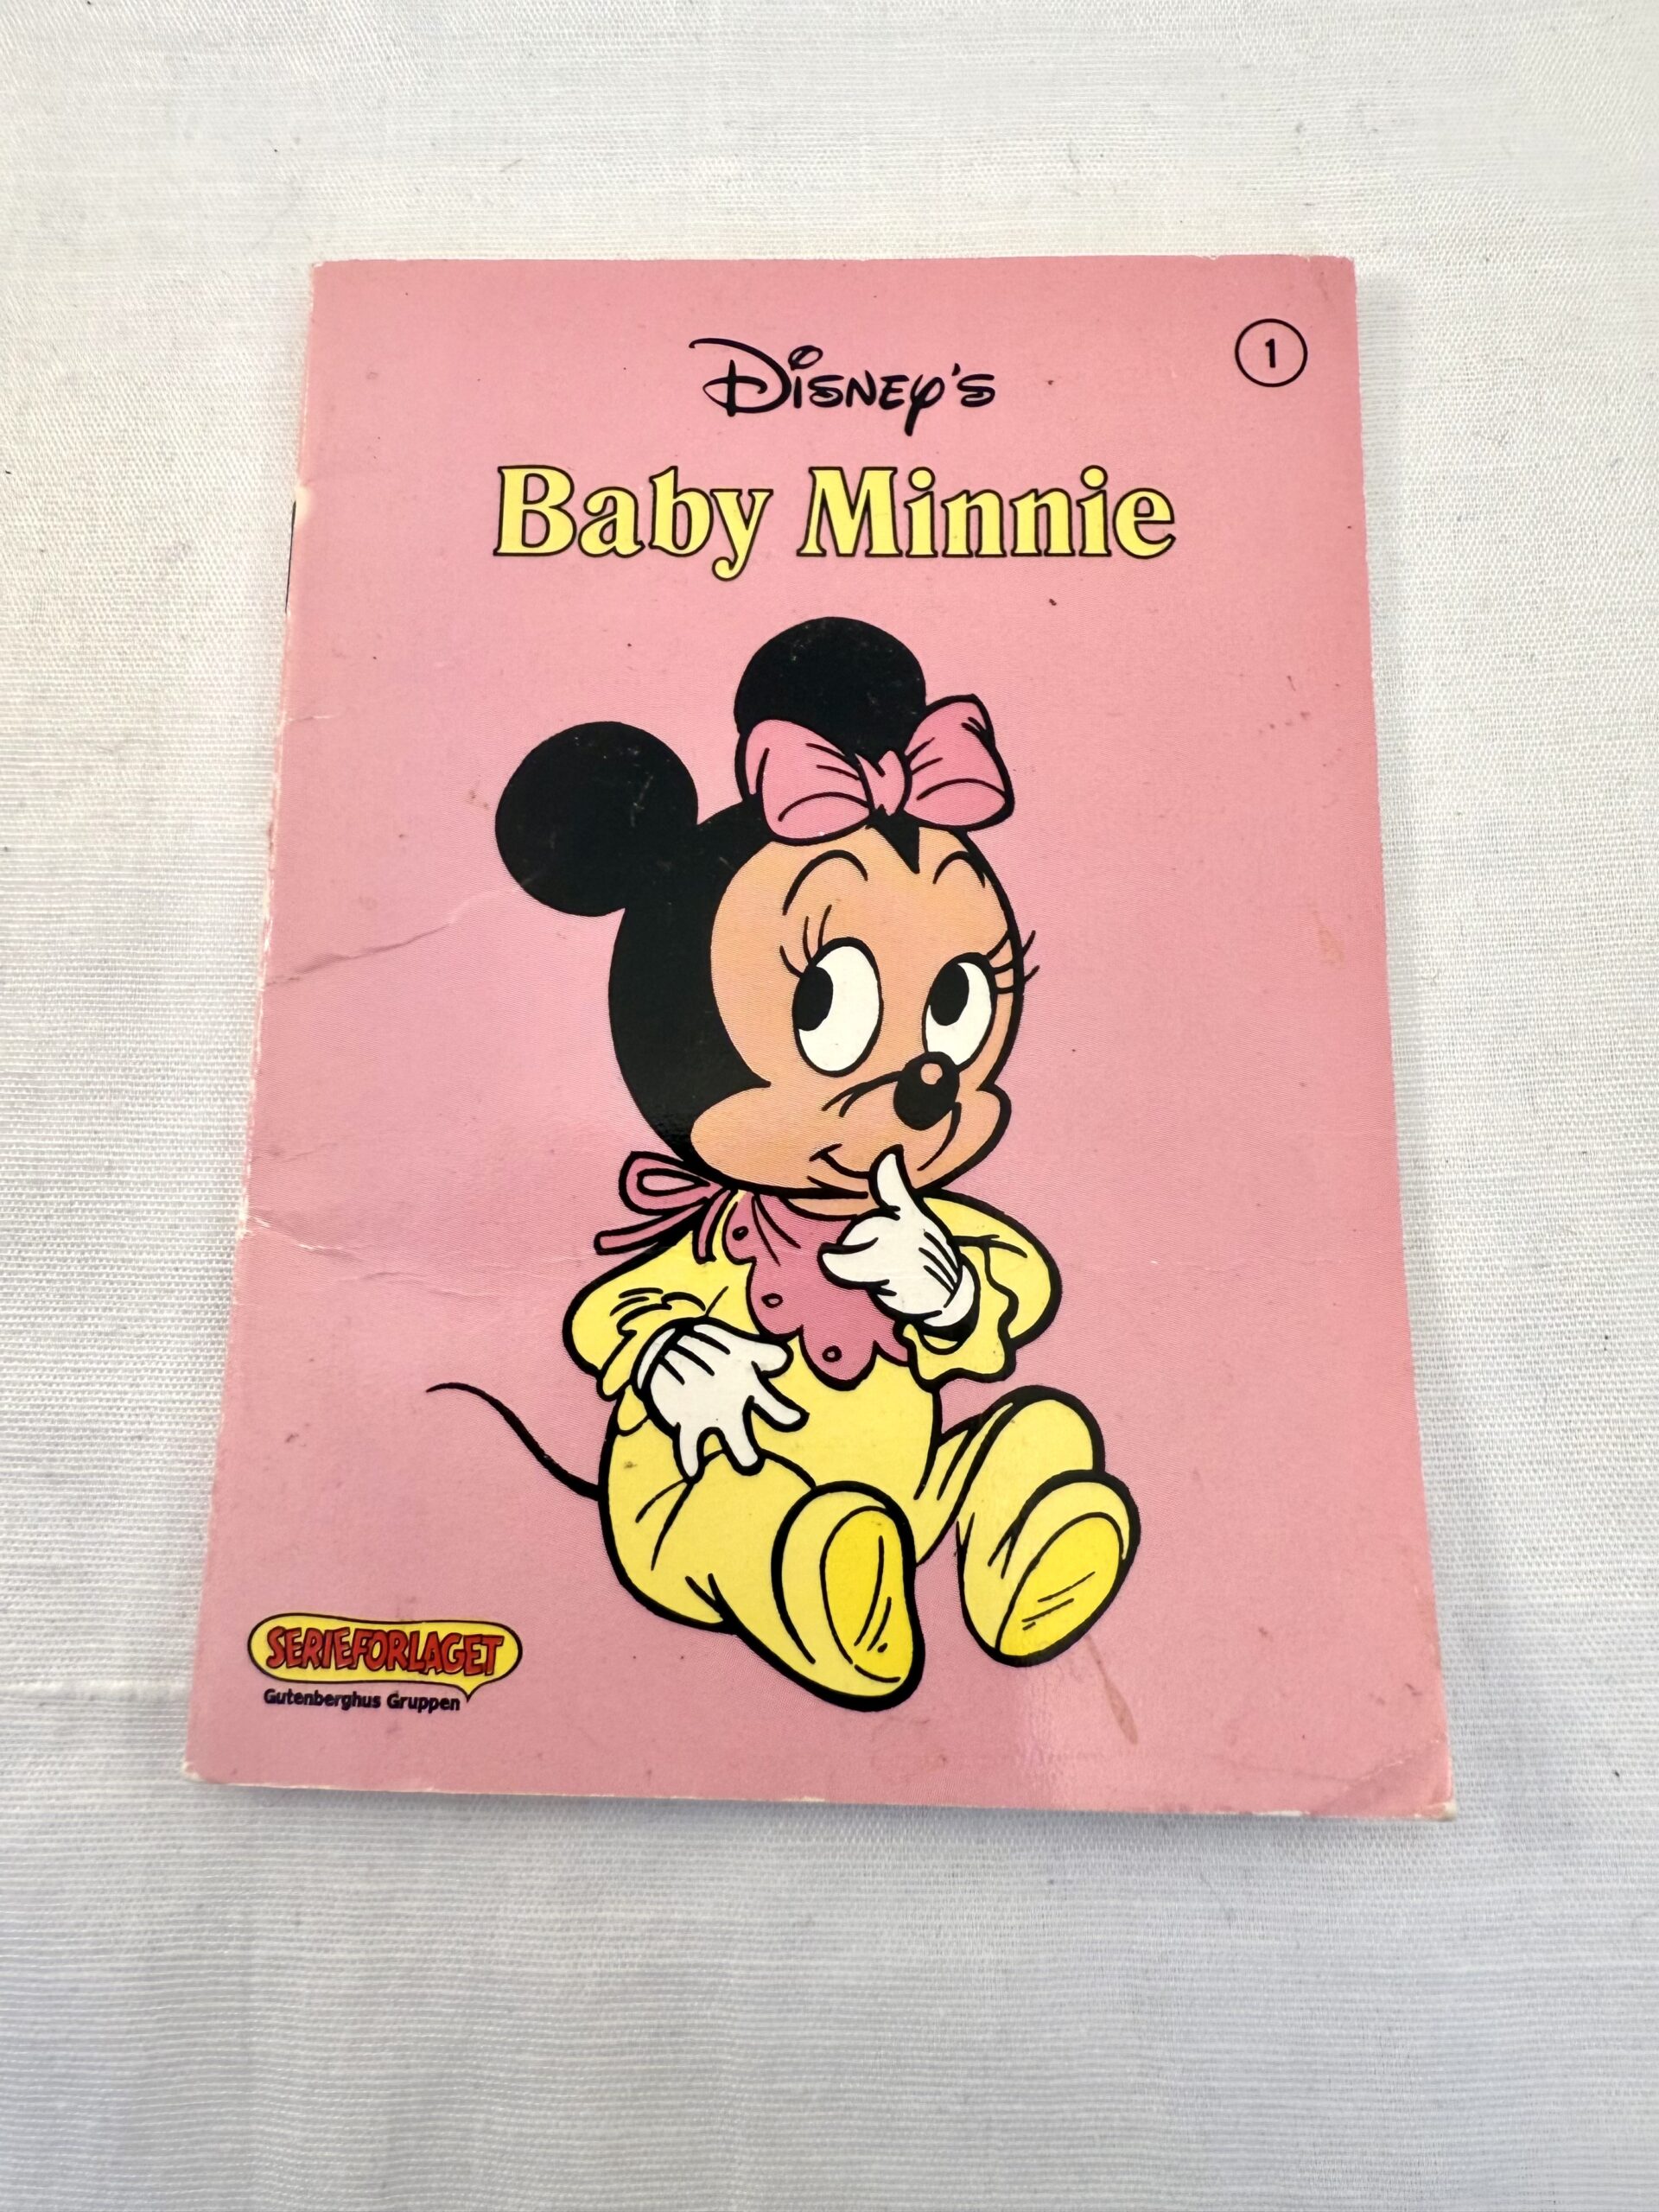 1
Disney's
Baby Minnie
SERIEFORLAGET
Gutenberghus Gruppen